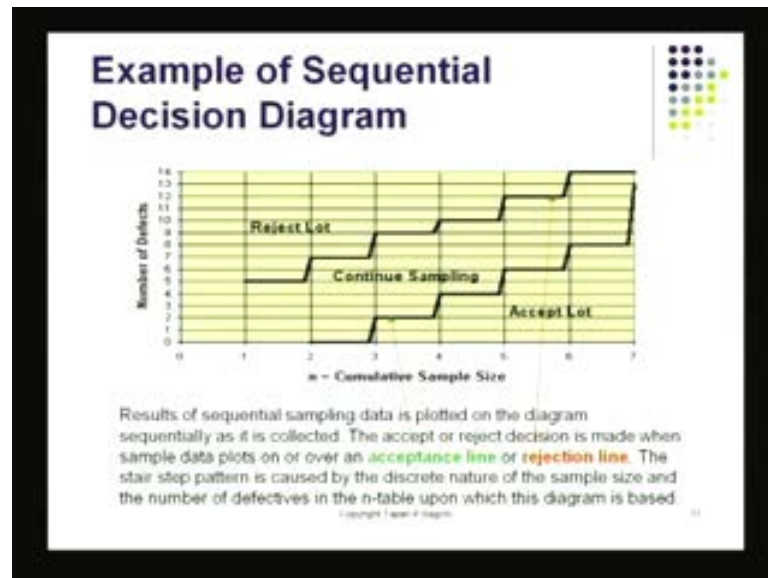 Example of Sequential
Decision Diagram
14
13
12
11
10
9
8
7
6
5
4
3
2
1
0
Number of Defects
Reject Lot
Continue Sampling
Accept Lot
0 1 2 3 4 5 6 7
n - Cumulative Sample Size
Results of sequential sampling data is plotted on the diagram
sequentially as it is collected. The accept or reject decision is made when
sample data plots on or over an acceptance line or rejection line. The
stair step pattern is caused by the discrete nature of the sample size and
the number of defectives in the n-table upon which this diagram is based.
Copyright Tapan P